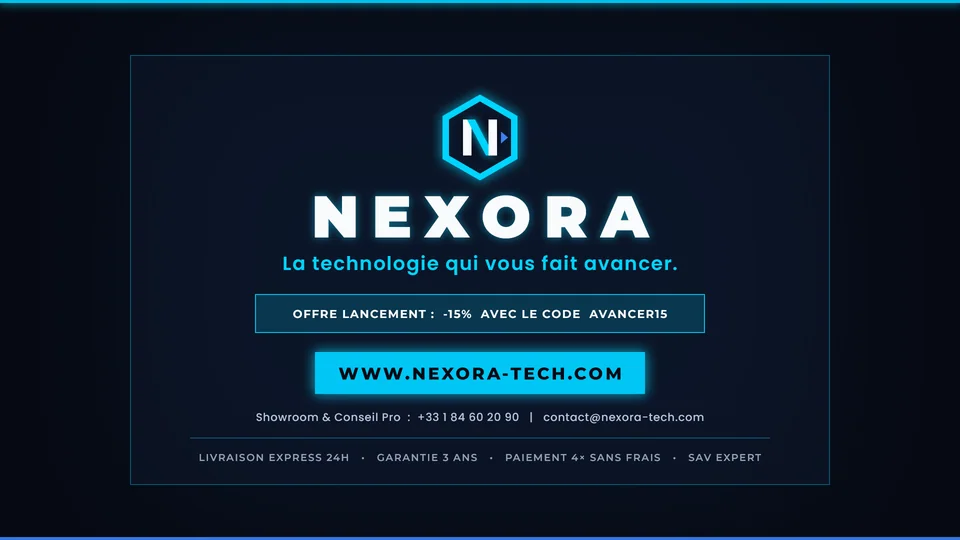 N
NEXORA
La technologie qui vous fait avancer.
OFFRE LANCEMENT : -15% AVEC LE CODE AVANCER15
WWW.NEXORA-TECH.COM
Showroom & Conseil Pro : +33 1 84 60 20 90 | contact@nexora-tech.com
LIVRAISON EXPRESS 24H • GARANTIE 3 ANS • PAIEMENT 4× SANS FRAIS • SAV EXPERT